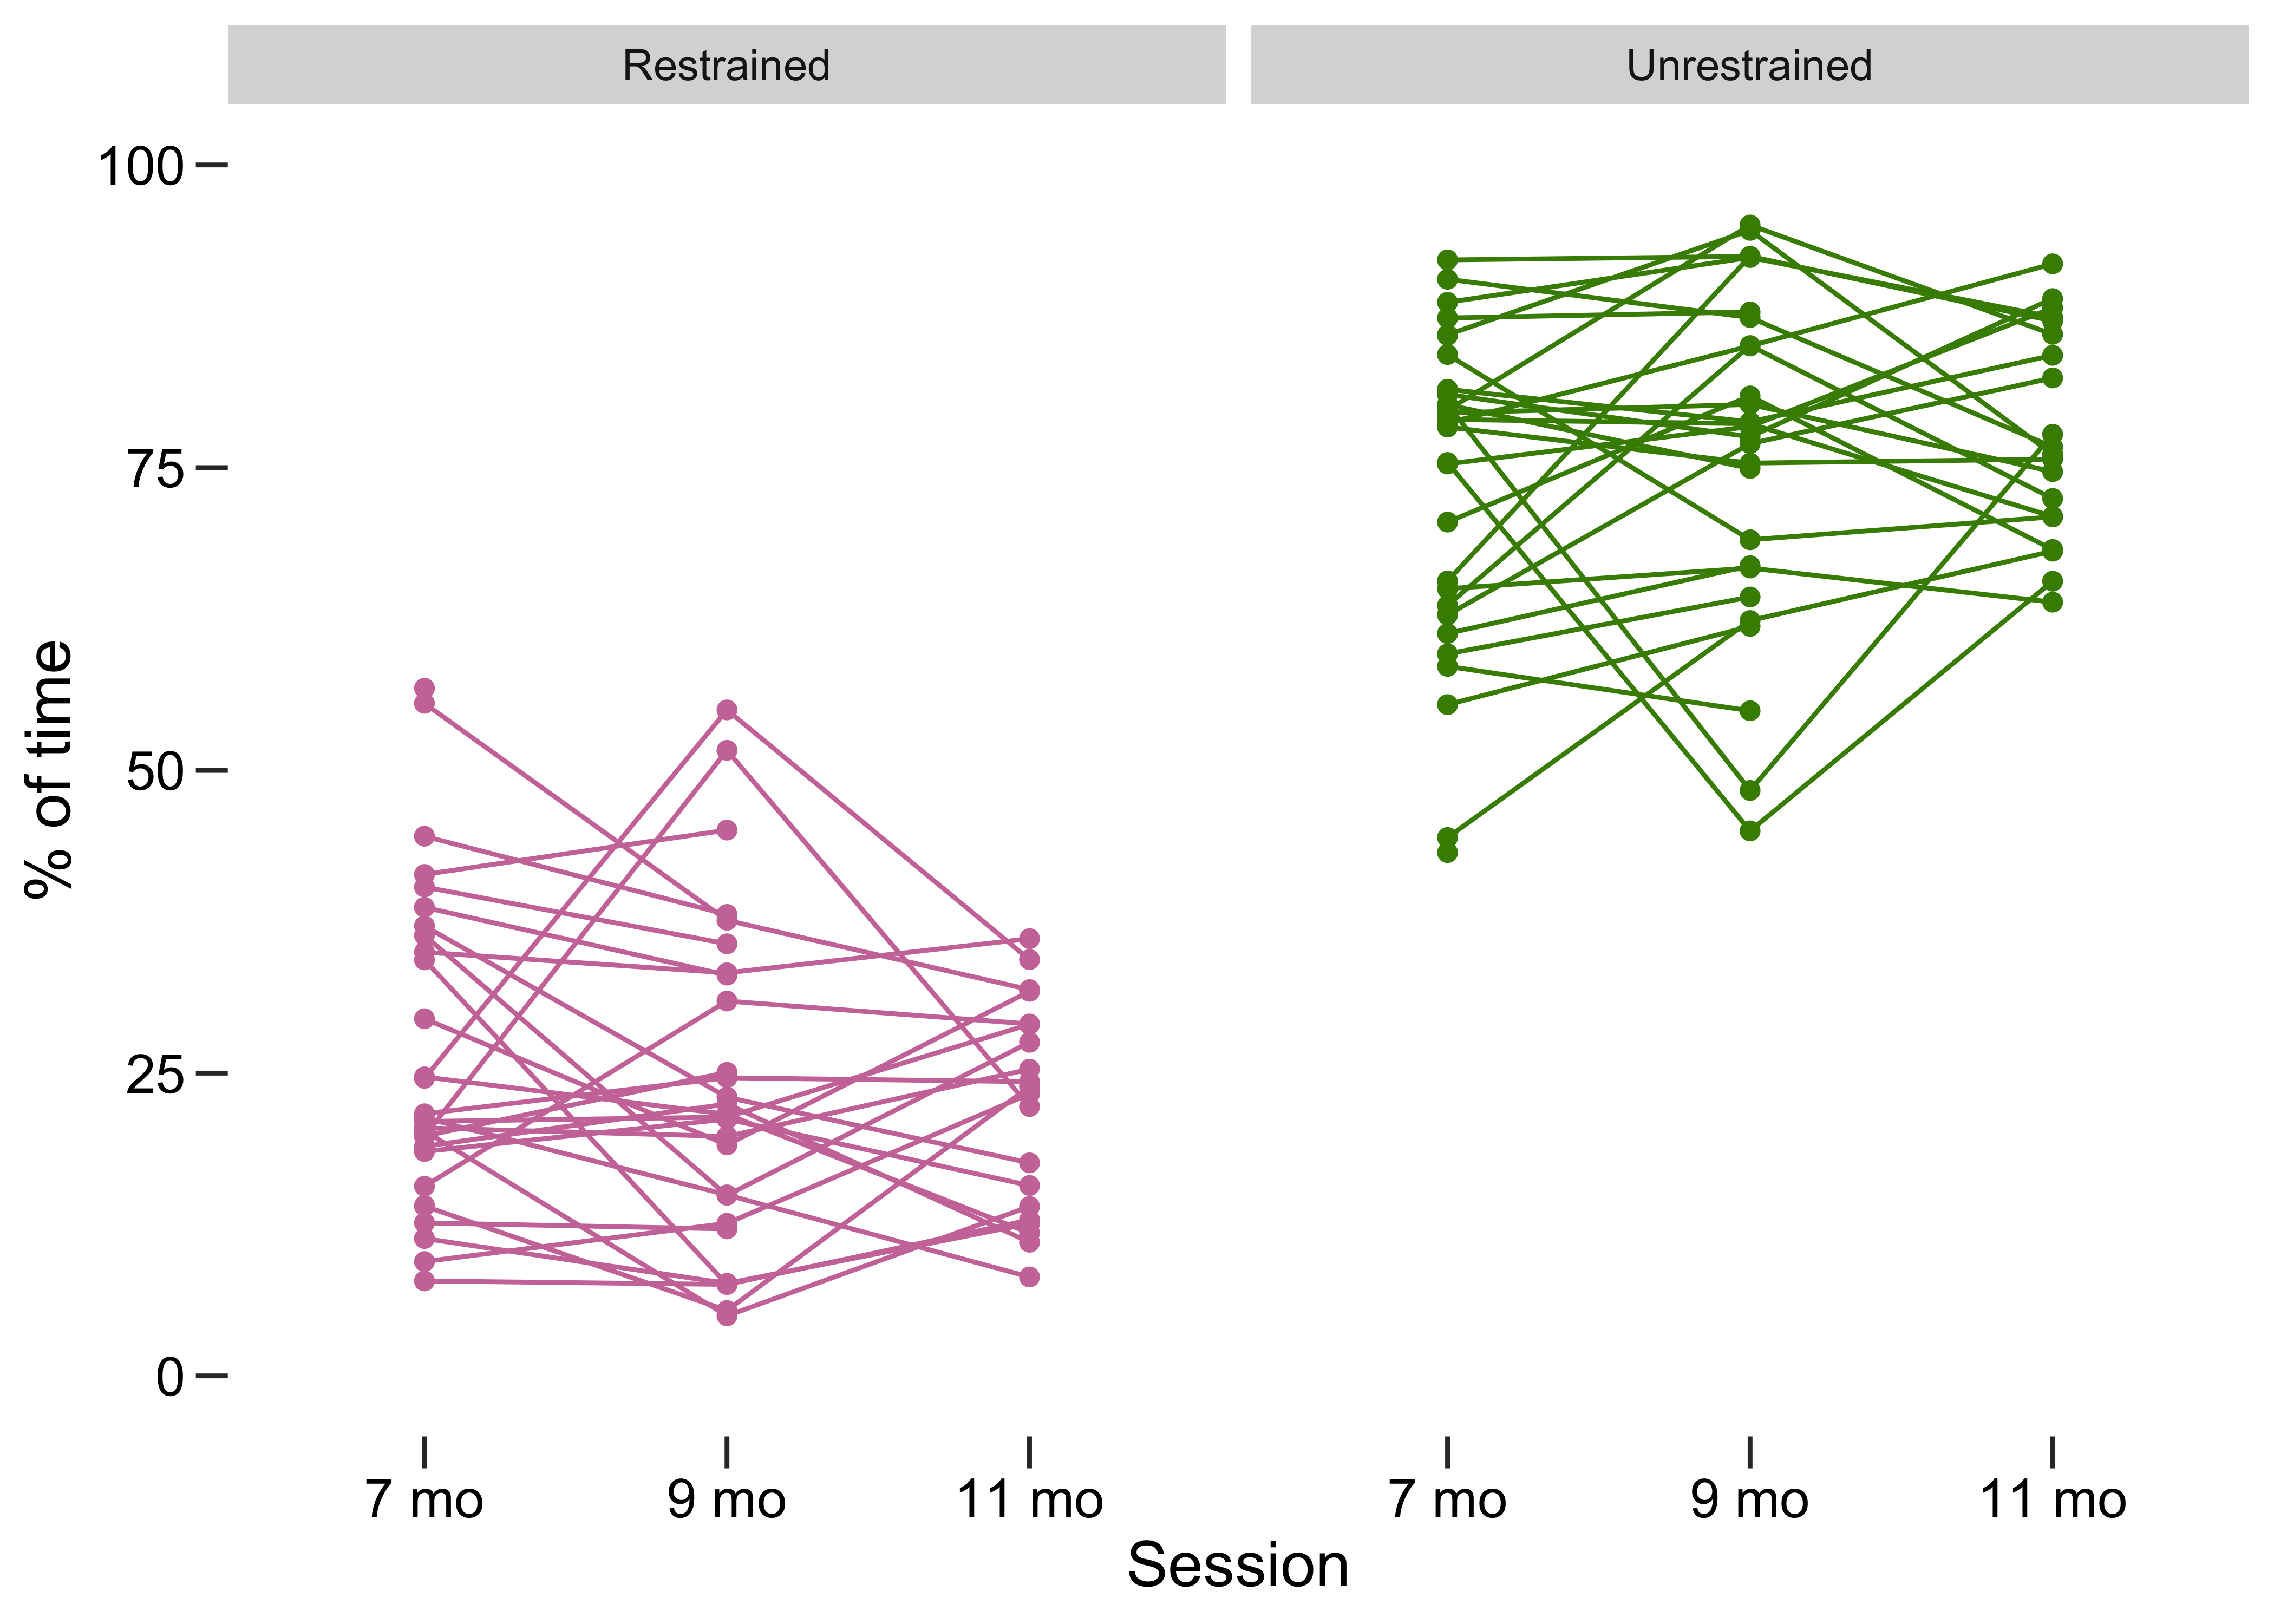 Restrained
Unrestrained
100
75
50
25
0
% of time
7 mo
9 mo
11 mo
7 mo
9 mo
11 mo
Session